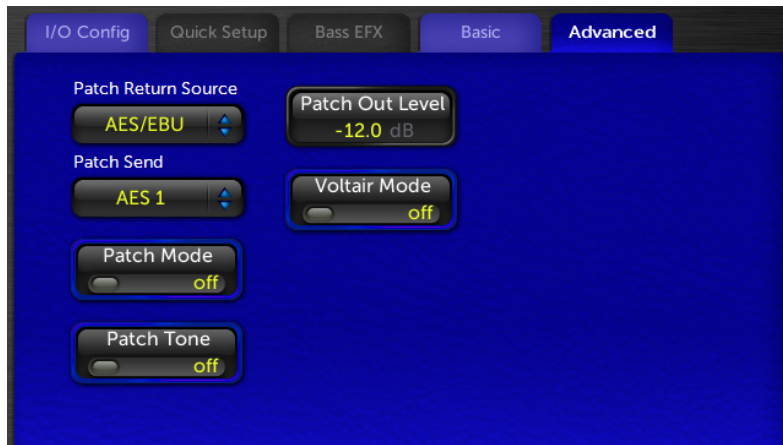 I/O Config
Quick Setup
Bass EFX
Basic
Advanced
Patch Return Source
AES/EBU
Patch Send
AES 1
Patch Mode
off
Patch Tone
off
Patch Out Level
-12.0 dB
Voltair Mode
off